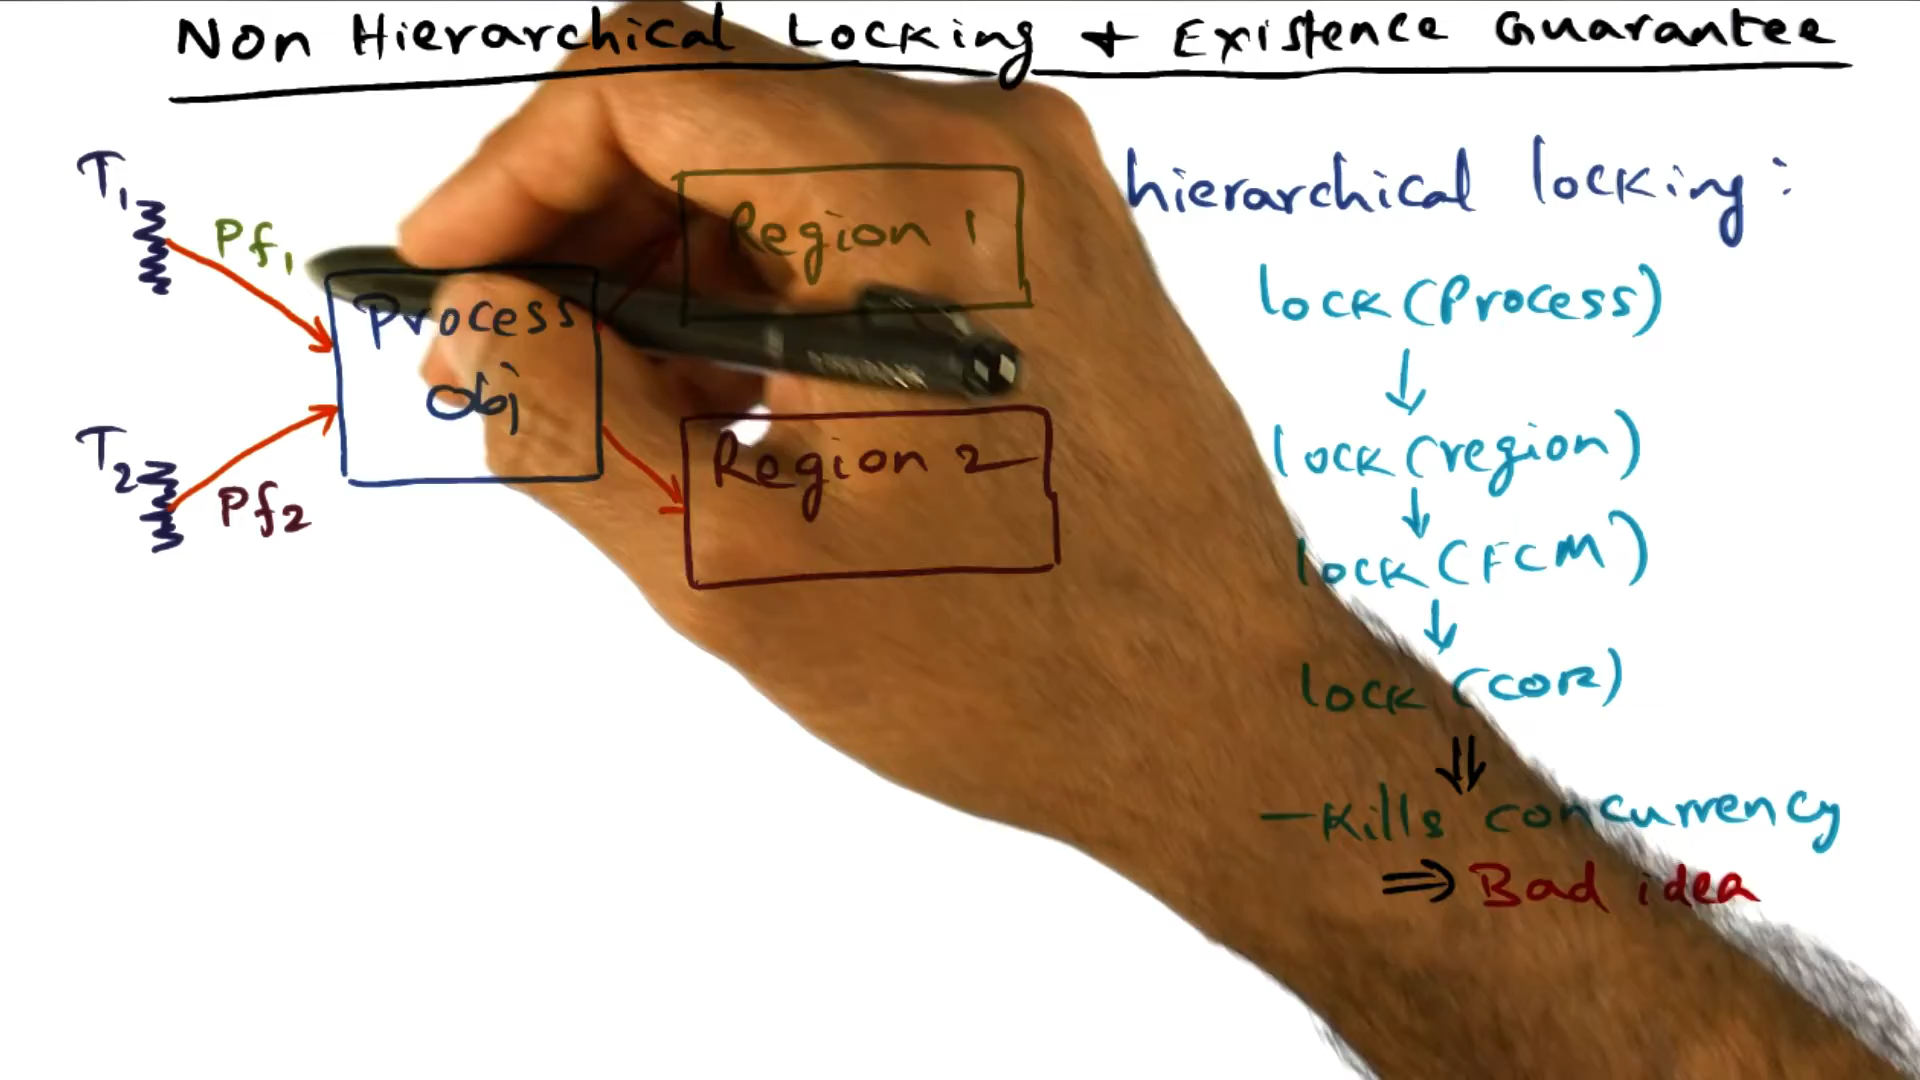 Non Hierarchical Locking + Existence Guarantee
T1
Pf1
Process
Obj
T2
Pf2
Region 1
Region 2
hierarchical locking:
lock (Process)
↓
lock (region)
↓
lock (FCM)
↓
lock (COR)
⇓
- Kills concurrency
⇒ Bad idea